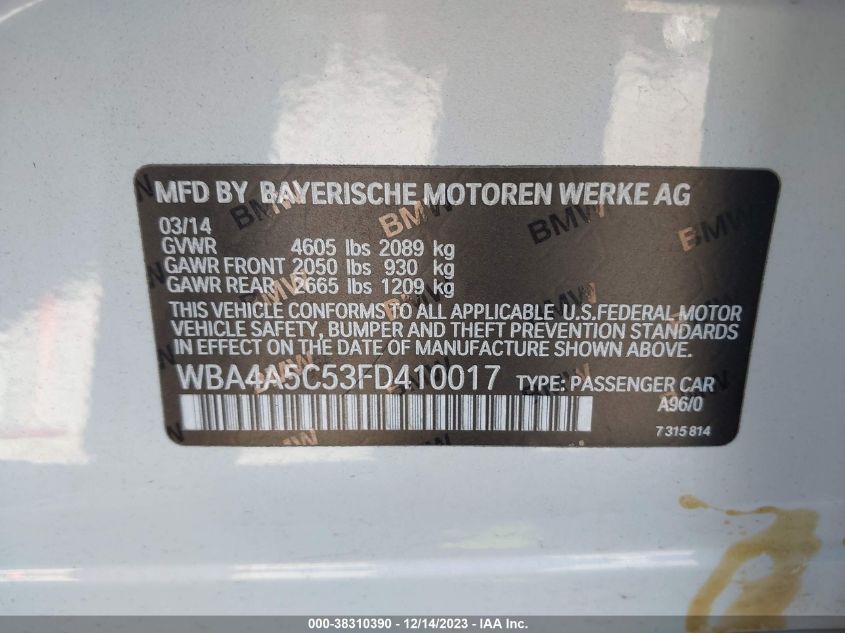 MFD BY BAYERISCHE MOTOREN WERKE AG
03/14
GVWR 4605 lbs 2089 kg
GAWR FRONT 2050 lbs 930 kg
GAWR REAR 2665 lbs 1209 kg
THIS VEHICLE CONFORMS TO ALL APPLICABLE U.S.FEDERAL MOTOR
VEHICLE SAFETY, BUMPER AND THEFT PREVENTION STANDARDS
IN EFFECT ON THE DATE OF MANUFACTURE SHOWN ABOVE.
WBA4A5C53FD410017 TYPE: PASSENGER CAR
A96/0
7 315 814
000-38310390 - 12/14/2023 - IAA Inc.